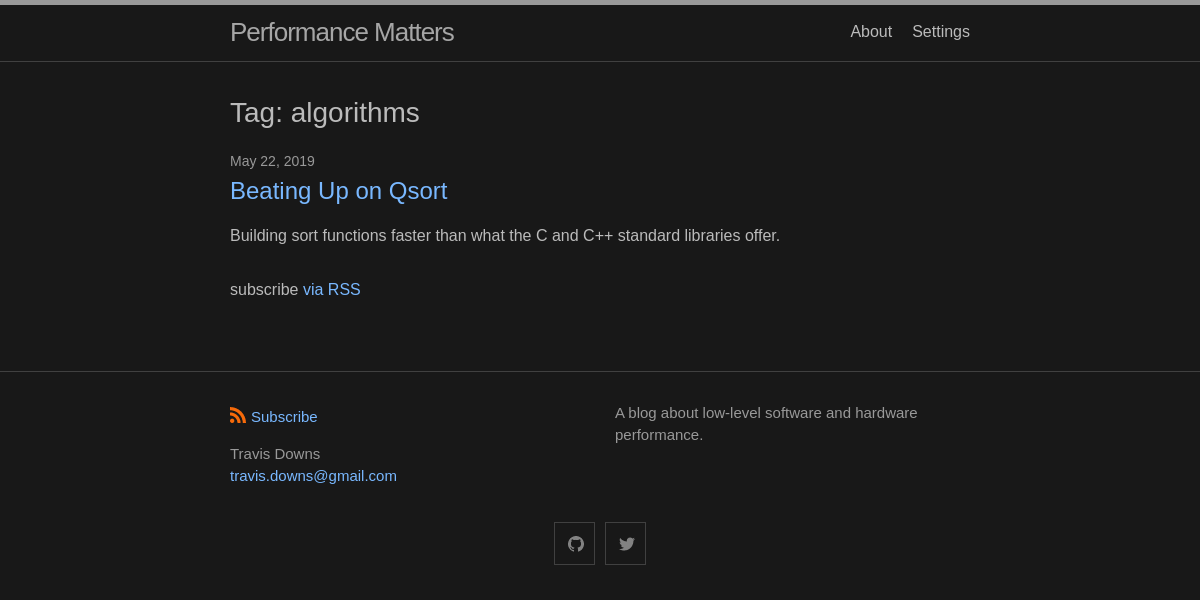 Performance Matters
About Settings
Tag: algorithms
May 22, 2019
Beating Up on Qsort
Building sort functions faster than what the C and C++ standard libraries offer.
subscribe via RSS
Subscribe
Travis Downs
travis.downs@gmail.com
A blog about low-level software and hardware
performance.